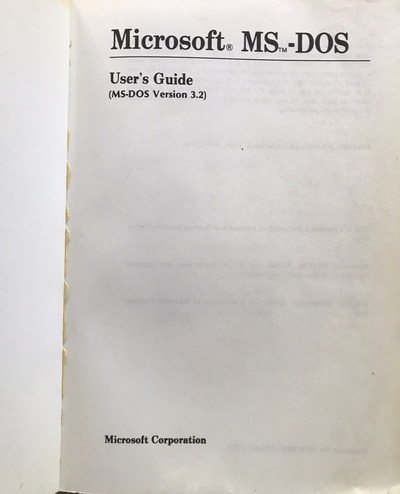 Microsoft® MS™-DOS
User's Guide
(MS-DOS Version 3.2)
Microsoft Corporation